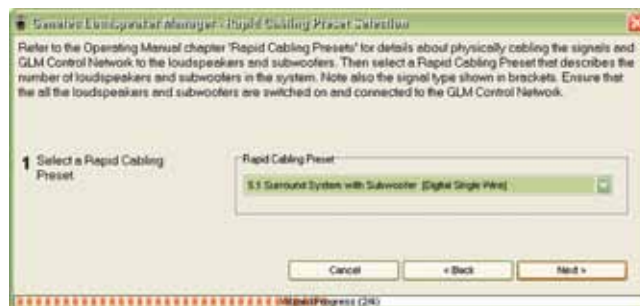 Genelec Loudspeaker Manager - Rapid Cabling Preset Selection
Refer to the Operating Manual chapter 'Rapid Cabling Presets' for details about physically cabling the signals and
GLM Control Network to the loudspeakers and subwoofers. Then select a Rapid Cabling Preset that describes the
number of loudspeakers and subwoofers in the system. Note also the signal type shown in brackets. Ensure that
the all the loudspeakers and subwoofers are switched on and connected to the GLM Control Network.
Rapid Cabling Preset
1 Select a Rapid Cabling
Preset
5.1 Surround System with Subwoofer (Digital Single Wire)
Cancel
< Back
Next >
Wizard Progress (2/4)